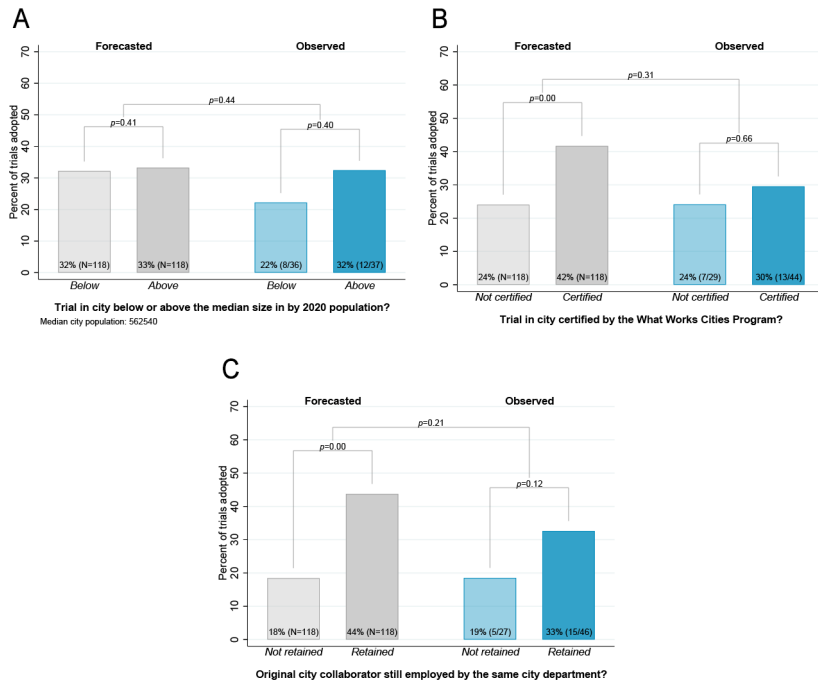 A
Forecasted
Observed
Percent of trials adopted
70
60
50
40
30
20
10
0
p=0.44
p=0.41
p=0.40
32% (N=118)
33% (N=118)
22% (8/36)
32% (12/37)
Below
Above
Below
Above
Trial in city below or above the median size in by 2020 population?
Median city population: 562540
B
Forecasted
Observed
Percent of trials adopted
70
60
50
40
30
20
10
0
p=0.31
p=0.00
p=0.66
24% (N=118)
42% (N=118)
24% (7/29)
30% (13/44)
Not certified
Certified
Not certified
Certified
Trial in city certified by the What Works Cities Program?
C
Forecasted
Observed
Percent of trials adopted
70
60
50
40
30
20
10
0
p=0.21
p=0.00
p=0.12
18% (N=118)
44% (N=118)
19% (5/27)
33% (15/46)
Not retained
Retained
Not retained
Retained
Original city collaborator still employed by the same city department?